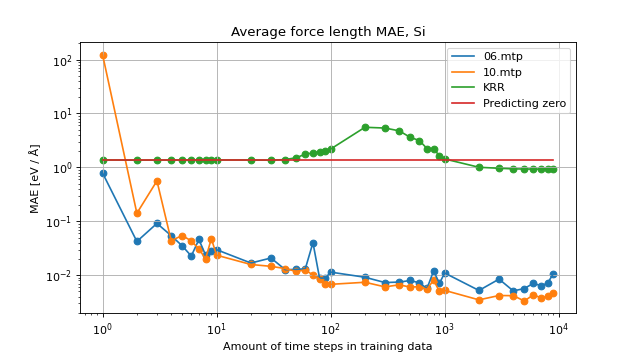 Average force length MAE, Si
MAE [eV / Å]
10²
10¹
10⁰
10⁻¹
10⁻²
06.mtp
10.mtp
KRR
Predicting zero
10⁰ 10¹ 10² 10³ 10⁴
Amount of time steps in training data